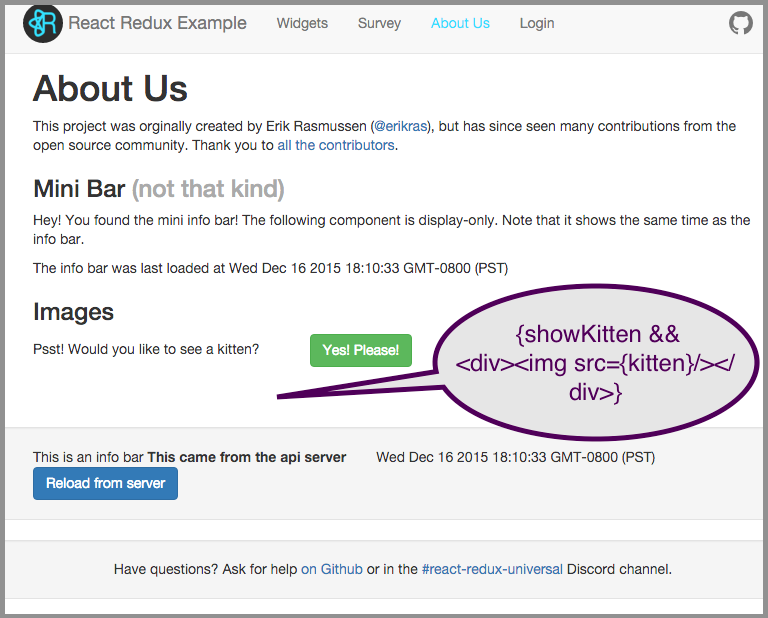 React Redux Example Widgets Survey About Us Login
About Us
This project was orginally created by Erik Rasmussen (@erikras), but has since seen many contributions from the
open source community. Thank you to all the contributors.
Mini Bar (not that kind)
Hey! You found the mini info bar! The following component is display-only. Note that it shows the same time as the
info bar.
The info bar was last loaded at Wed Dec 16 2015 18:10:33 GMT-0800 (PST)
Images
Psst! Would you like to see a kitten? Yes! Please!
{showKitten &&
<div><img src={kitten}/></
div>}
This is an info bar This came from the api server Wed Dec 16 2015 18:10:33 GMT-0800 (PST)
Reload from server
Have questions? Ask for help on Github or in the #react-redux-universal Discord channel.